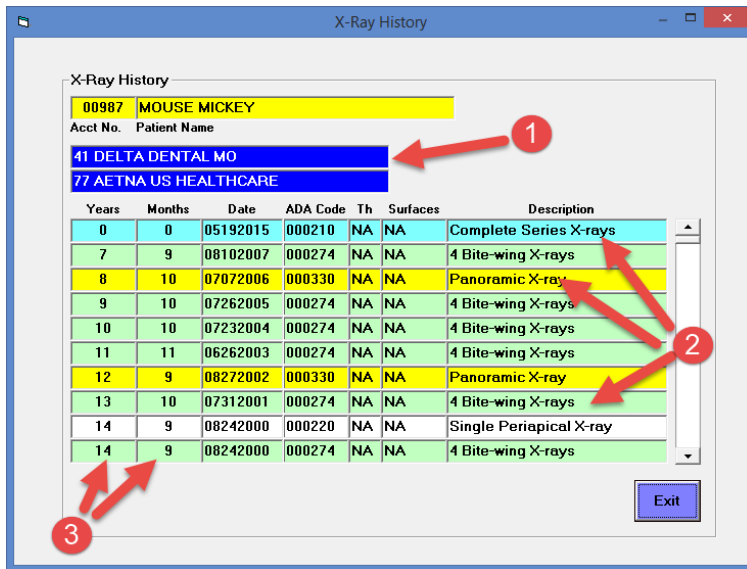 X-Ray History
X-Ray History
00987 MOUSE MICKEY
Acct No. Patient Name
1
41 DELTA DENTAL MO
77 AETNA US HEALTHCARE
Years Months Date ADA Code Th Surfaces Description
0 0 05192015 000210 NA NA Complete Series X-rays
7 9 08102007 000274 NA NA 4 Bite-wing X-rays
8 10 07072006 000330 NA NA Panoramic X-ray
9 10 07262005 000274 NA NA 4 Bite-wing X-rays
10 10 07232004 000274 NA NA 4 Bite-wing X-rays
2
11 11 06262003 000274 NA NA 4 Bite-wing X-rays
12 9 08272002 000330 NA NA Panoramic X-ray
13 10 07312001 000274 NA NA 4 Bite-wing X-rays
14 9 08242000 000220 NA NA Single Periapical X-ray
14 9 08242000 000274 NA NA 4 Bite-wing X-rays
Exit
3